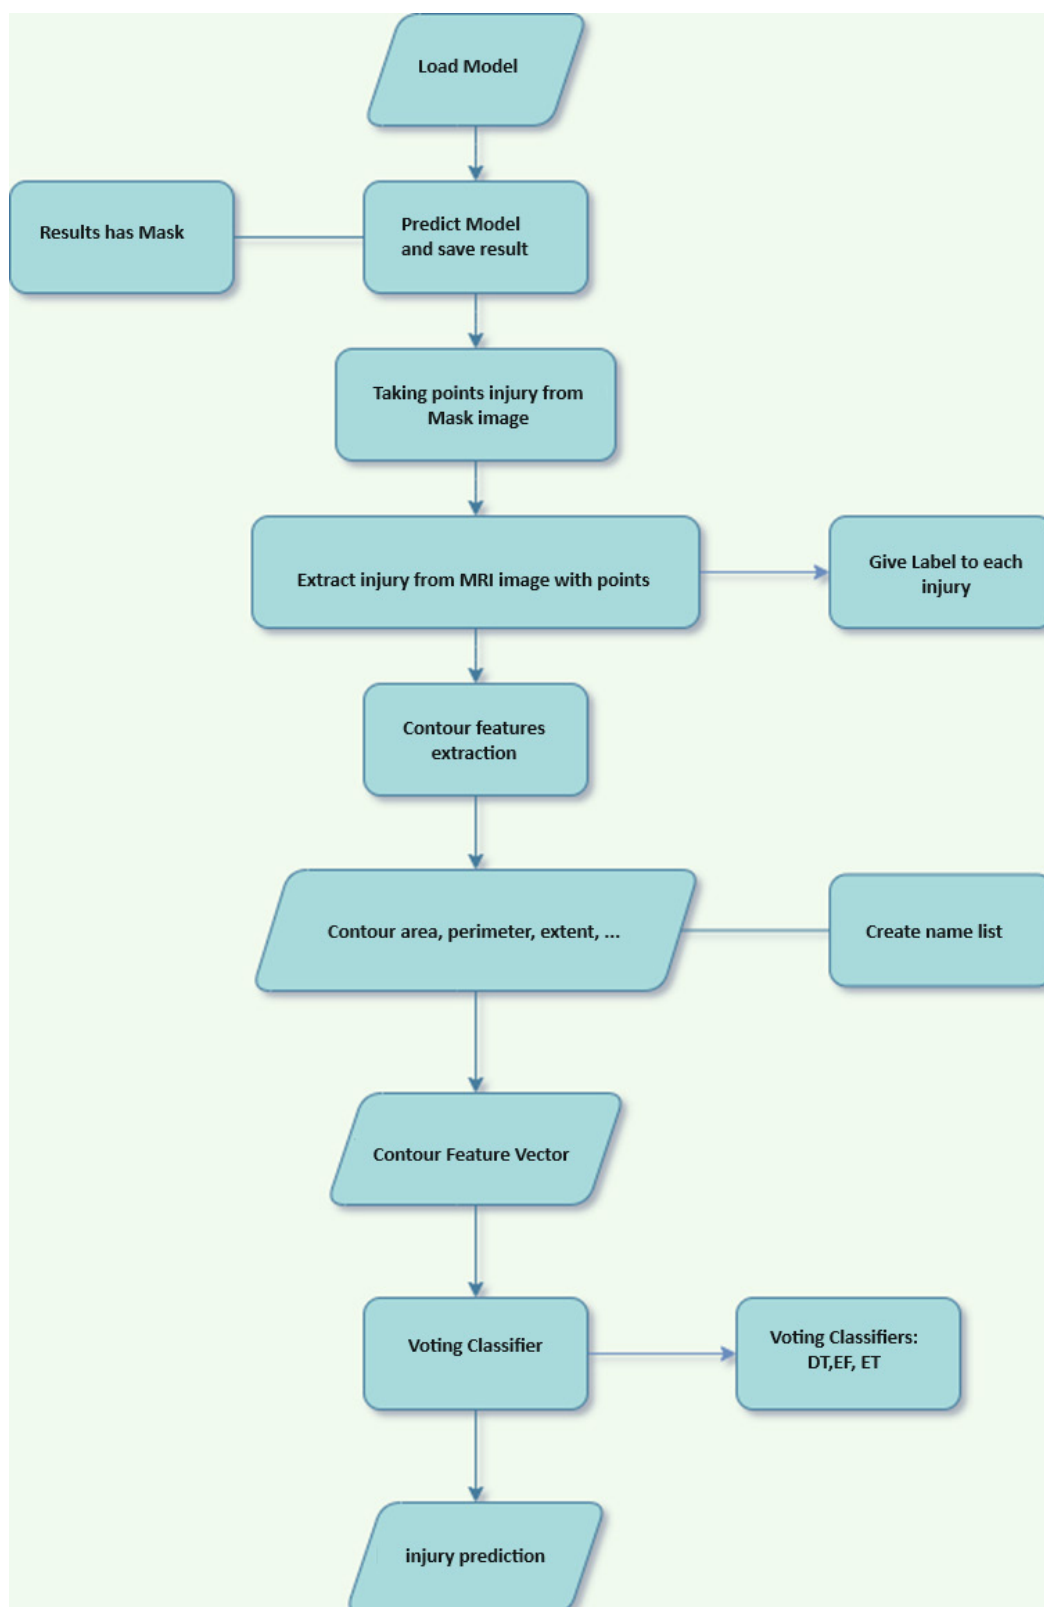 Load Model
Results has Mask
Predict Model
and save result
Taking points injury from
Mask image
Extract injury from MRI image with points
Give Label to each
injury
Contour features
extraction
Contour area, perimeter, extent, ...
Create name list
Contour Feature Vector
Voting Classifier
Voting Classifiers:
DT,EF, ET
injury prediction